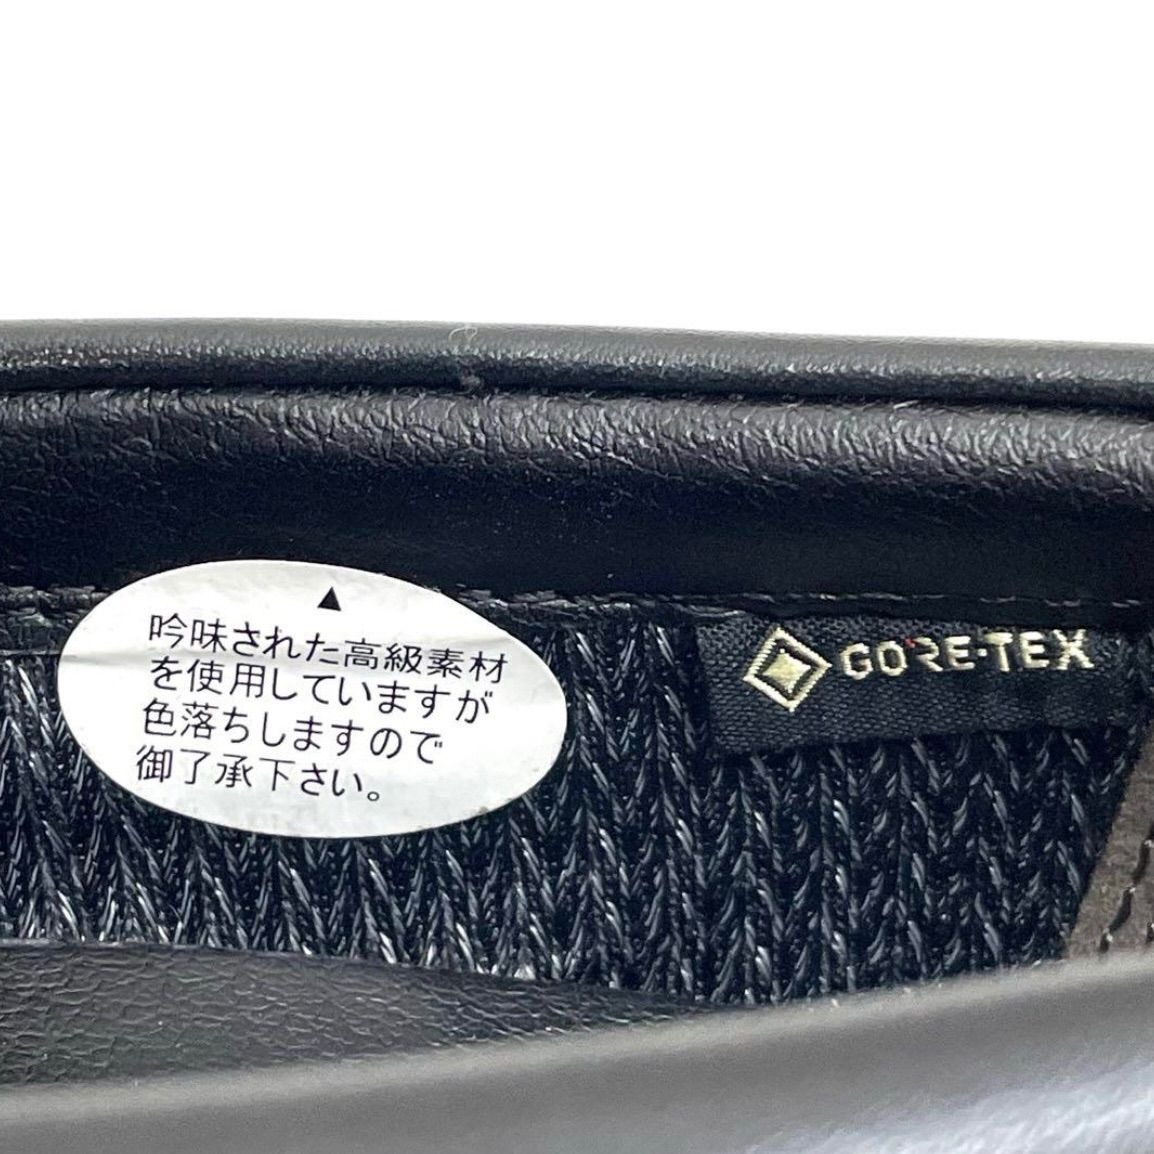 吟味された高級素材
を使用していますが
色落ちしますので
御了承下さい。
GORE-TEX